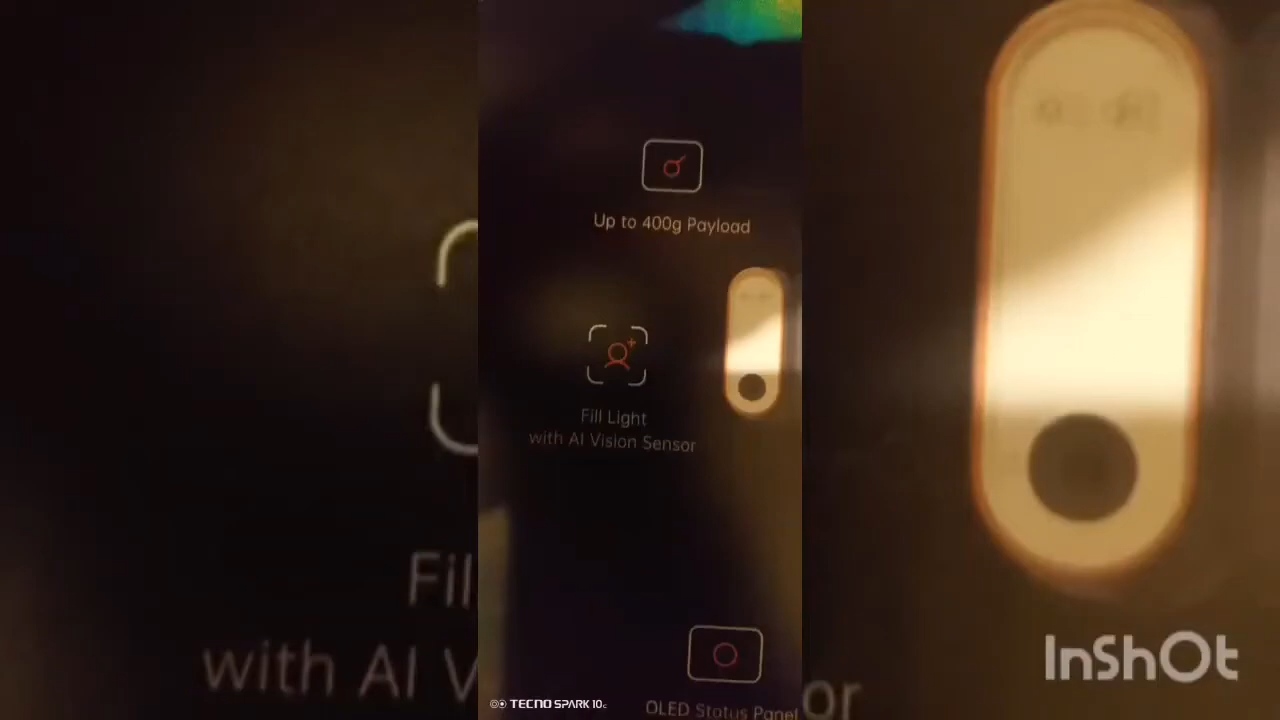 Up to 400g Payload
Fill Light
with AI Vision Sensor
OLED Status Panel
TECNO SPARK 10c
Fil
with AI V
or
InShOt